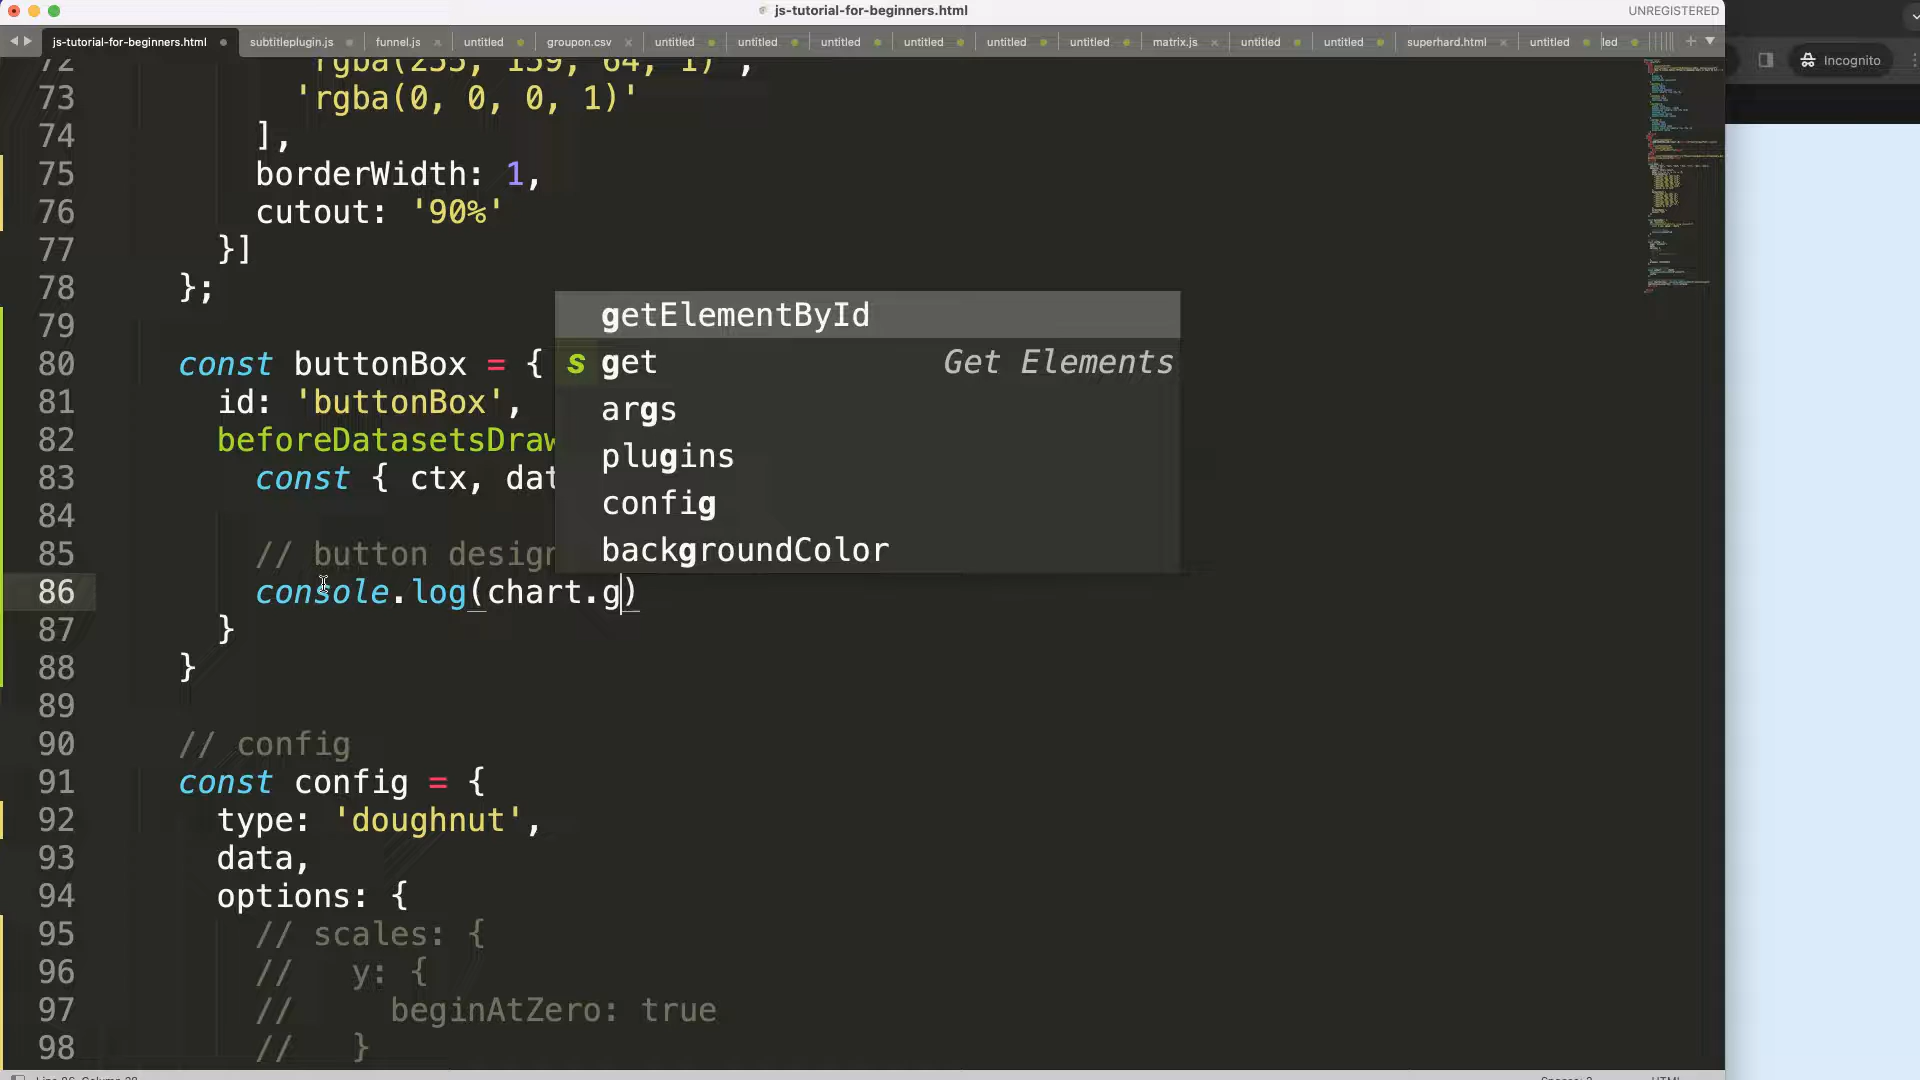 js-tutorial-for-beginners.html
UNREGISTERED
js-tutorial-for-beginners.html subtitleplugin.js funnel.js untitled groupon.csv untitled untitled untitled untitled untitled untitled matrix.js untitled untitled superhard.html untitled led
Incognito
72 'rgba(255, 159, 64, 1)',
73 'rgba(0, 0, 0, 1)'
74 ],
75 borderWidth: 1,
76 cutout: '90%'
77 }]
78 };
79
80 const buttonBox = {
81 id: 'buttonBox',
82 beforeDatasetsDraw
83 const { ctx, dat
84
85 // button design
86 console.log(chart.g)
87 }
88 }
89
90 // config
91 const config = {
92 type: 'doughnut',
93 data,
94 options: {
95 // scales: {
96 // y: {
97 // beginAtZero: true
98 // }
getElementById
s get Get Elements
args
plugins
config
backgroundColor